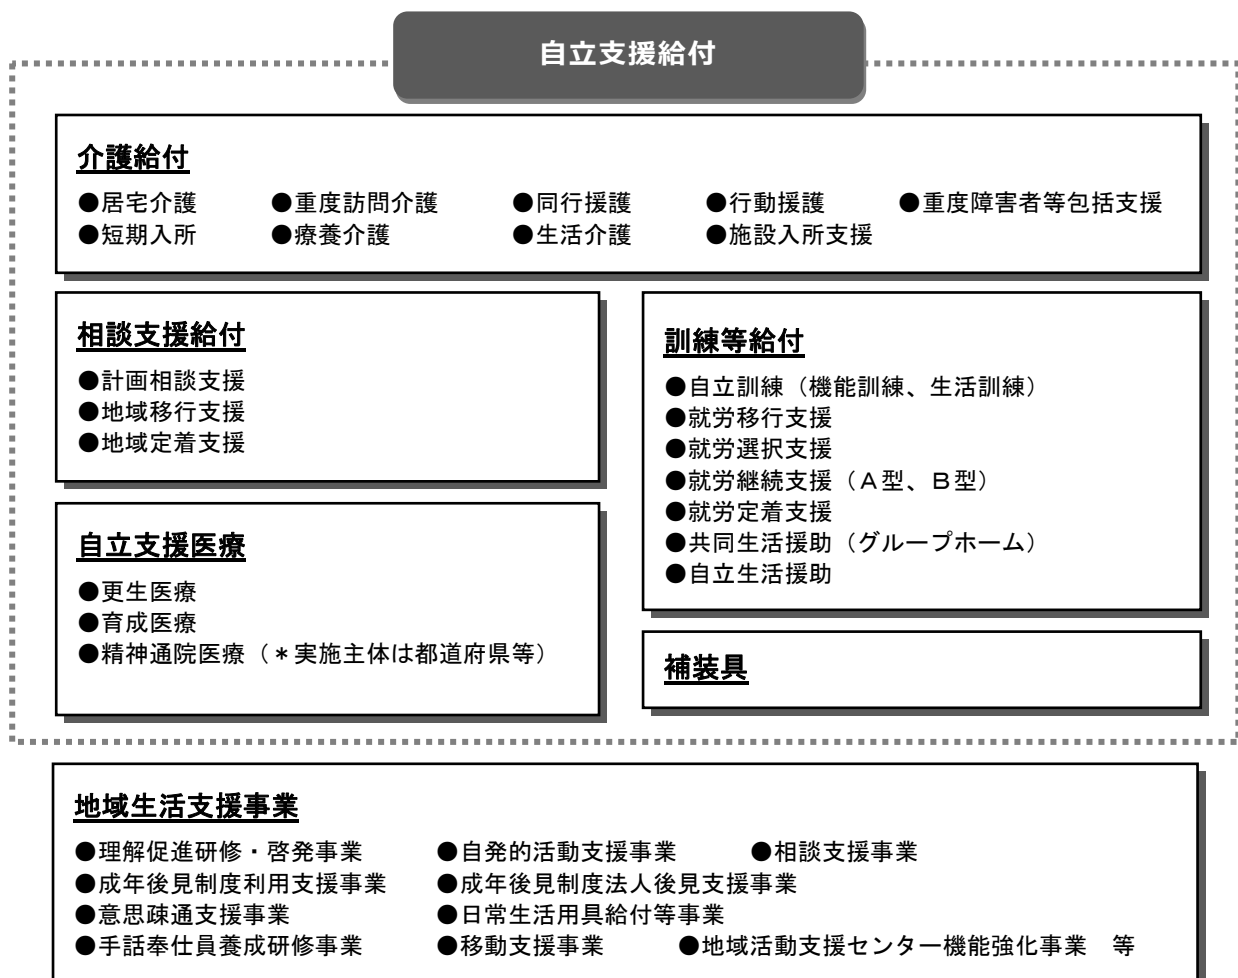 自立支援給付
介護給付
●居宅介護 ●重度訪問介護 ●同行援護 ●行動援護 ●重度障害者等包括支援
●短期入所 ●療養介護 ●生活介護 ●施設入所支援
相談支援給付
●計画相談支援
●地域移行支援
●地域定着支援
訓練等給付
●自立訓練（機能訓練、生活訓練）
●就労移行支援
●就労選択支援
●就労継続支援（Ａ型、Ｂ型）
●就労定着支援
●共同生活援助（グループホーム）
●自立生活援助
自立支援医療
●更生医療
●育成医療
●精神通院医療（＊実施主体は都道府県等）
補装具
地域生活支援事業
●理解促進研修・啓発事業 ●自発的活動支援事業 ●相談支援事業
●成年後見制度利用支援事業 ●成年後見制度法人後見支援事業
●意思疎通支援事業 ●日常生活用具給付等事業
●手話奉仕員養成研修事業 ●移動支援事業 ●地域活動支援センター機能強化事業　等